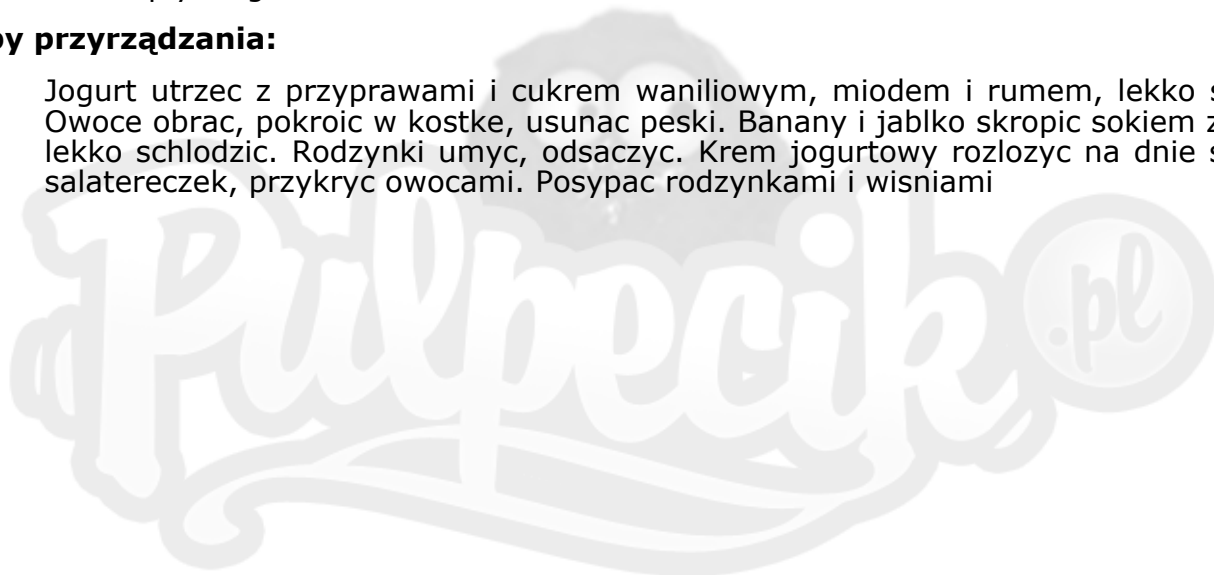 by przyrządzania:
Jogurt utrzec z przyprawami i cukrem waniliowym, miodem i rumem, lekko s
Owoce obrac, pokroic w kostke, usunac peski. Banany i jablko skropic sokiem z
lekko schlodzic. Rodzynki umyc, odsaczyc. Krem jogurtowy rozlozyc na dnie s
salatereczek, przykryc owocami. Posypac rodzynkami i wisniami
Pulpecik.pl